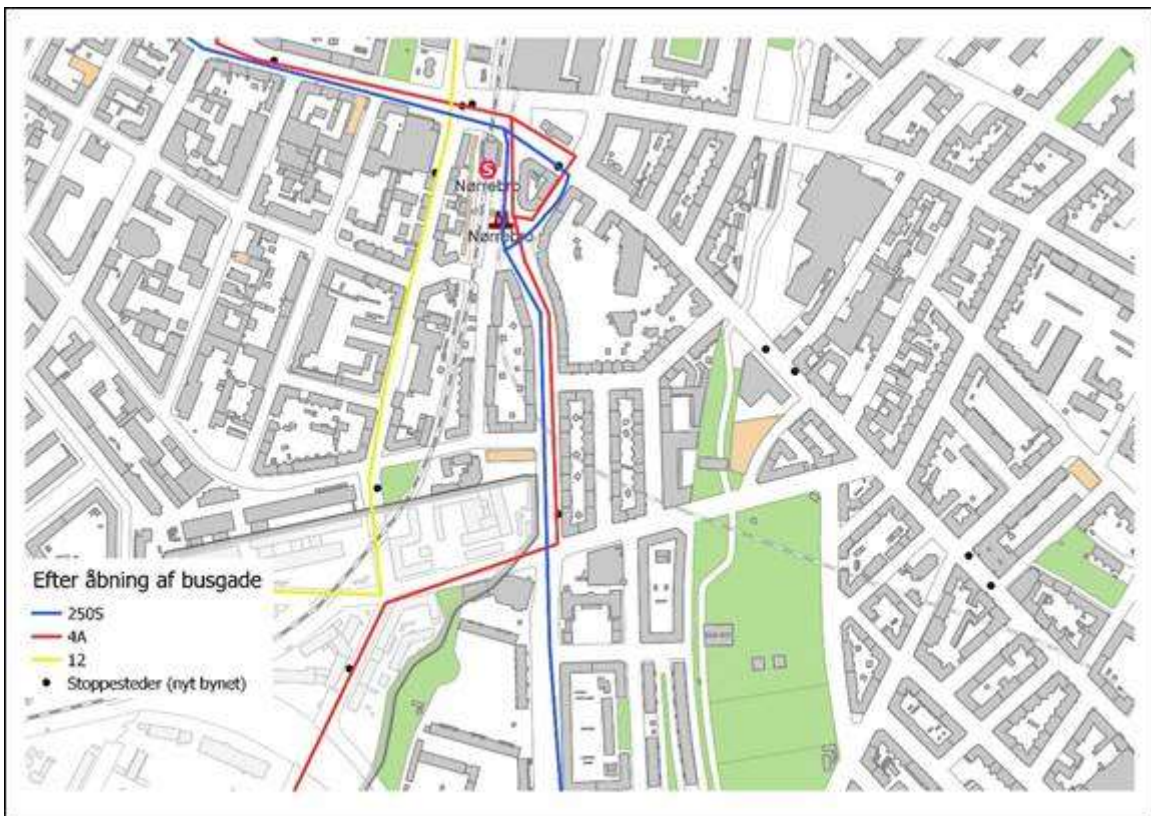 S
Nørrebro
M
Nørrebro
Efter åbning af busgade
250S
4A
12
Stoppesteder (nyt bynet)